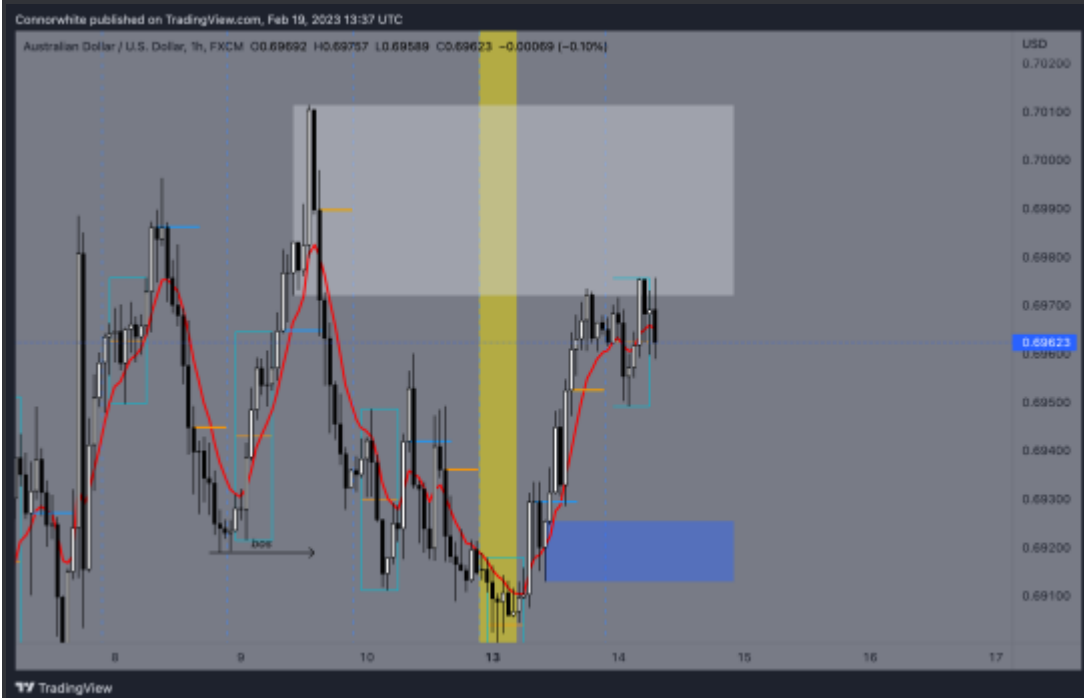 Connorwhite published on TradingView.com, Feb 19, 2023 13:37 UTC
Australian Dollar / U.S. Dollar, 1h, FXCM O0.69692 H0.69757 L0.69589 C0.69623 −0.00069 (−0.10%)
USD
0.70200
0.70100
0.70000
0.69900
0.69800
0.69700
0.69623
0.69600
0.69500
0.69400
0.69300
0.69200
0.69100
BOS
8 9 10 13 14 15 16 17
TradingView